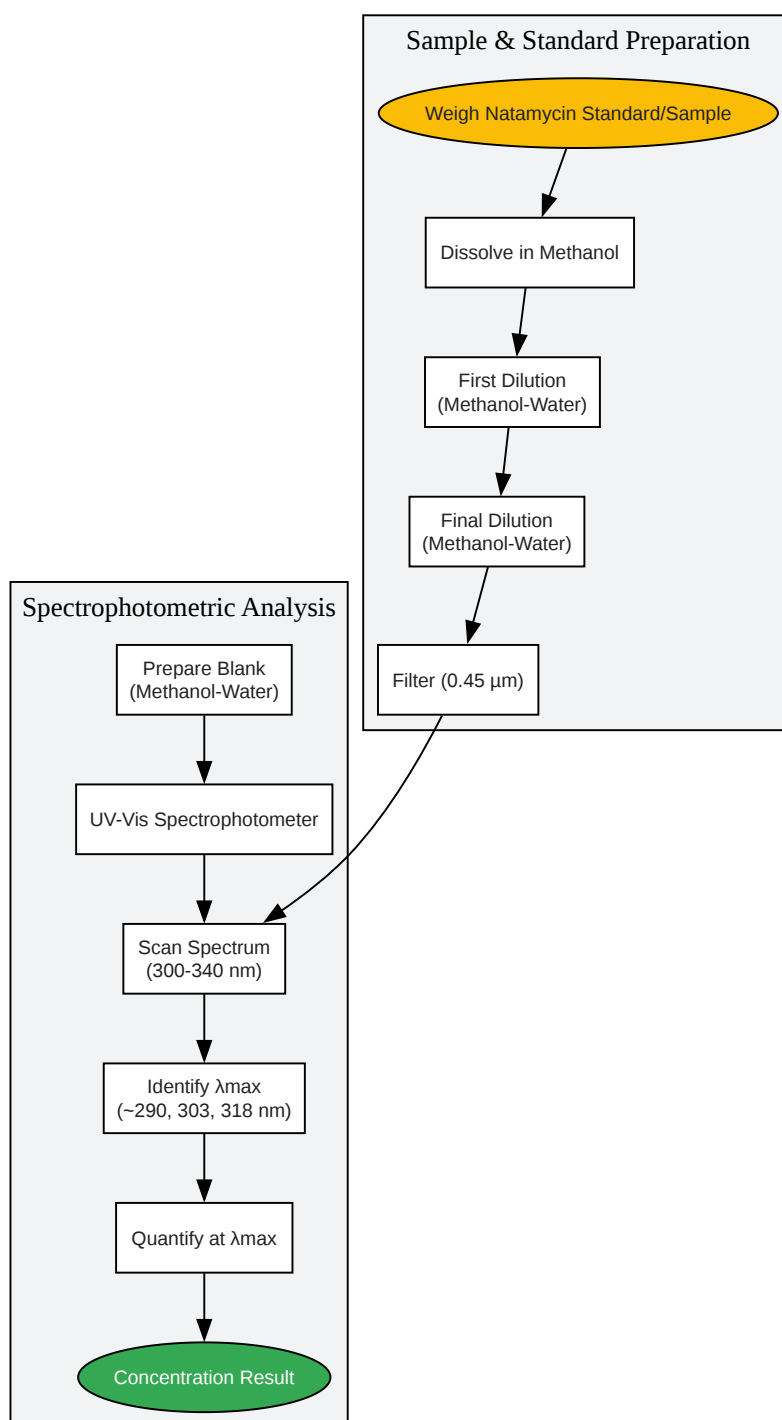 Sample & Standard Preparation
Weigh Natamycin Standard/Sample
Dissolve in Methanol
First Dilution
(Methanol-Water)
Final Dilution
(Methanol-Water)
Filter (0.45 µm)
Spectrophotometric Analysis
Prepare Blank
(Methanol-Water)
UV-Vis Spectrophotometer
Scan Spectrum
(300-340 nm)
Identify λmax
(~290, 303, 318 nm)
Quantify at λmax
Concentration Result